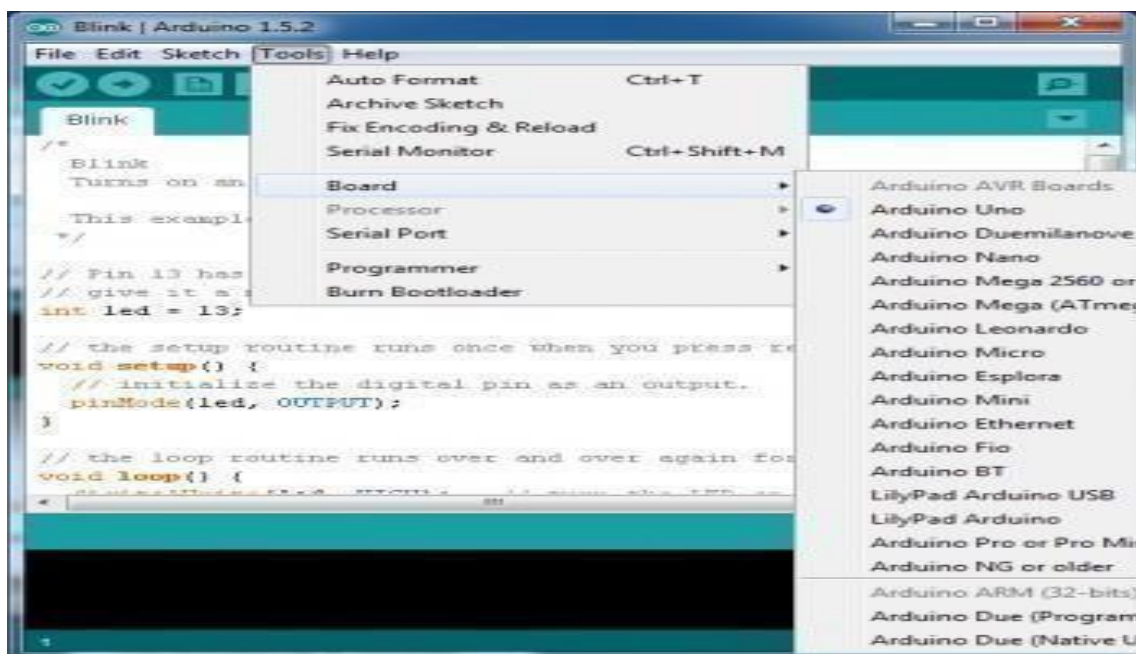 Blink | Arduino 1.5.2
File Edit Sketch Tools Help
Auto Format Ctrl+T
Archive Sketch
Fix Encoding & Reload
Serial Monitor Ctrl+Shift+M
Board
Processor
Serial Port
Programmer
Burn Bootloader
Arduino AVR Boards
Arduino Uno
Arduino Duemilanove
Arduino Nano
Arduino Mega 2560 or
Arduino Mega (ATmeg
Arduino Leonardo
Arduino Micro
Arduino Esplora
Arduino Mini
Arduino Ethernet
Arduino Fio
Arduino BT
LilyPad Arduino USB
LilyPad Arduino
Arduino Pro or Pro Mi
Arduino NG or older
Arduino ARM (32-bits)
Arduino Due (Program
Arduino Due (Native U
Blink
/*
Blink
Turns on an
This exampl
*/
// Pin 13 has
// give it a
int led = 13;
// the setup routine runs once when you press re
void setup() {
// initialize the digital pin as an output.
pinMode(led, OUTPUT);
}
// the loop routine runs over and over again for
void loop() {